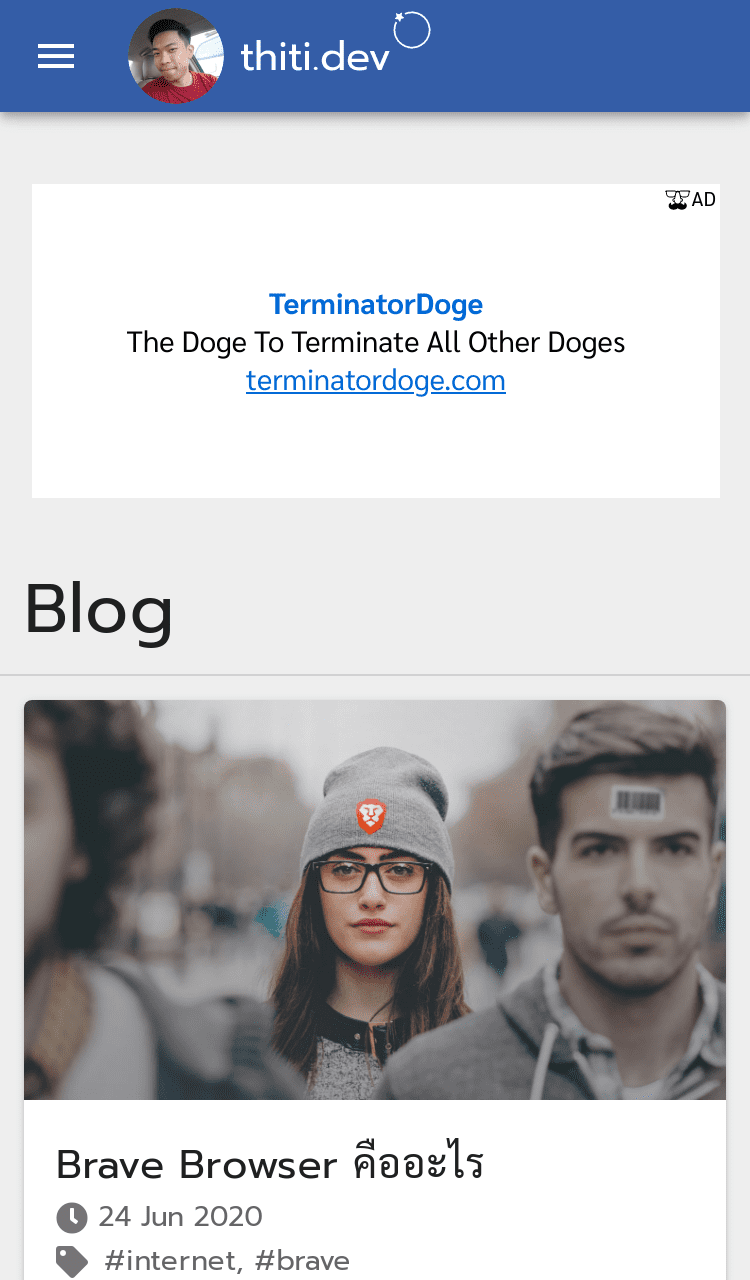 thiti.dev
AD
TerminatorDoge
The Doge To Terminate All Other Doges
terminatordoge.com
Blog
Brave Browser คืออะไร
24 Jun 2020
#internet, #brave